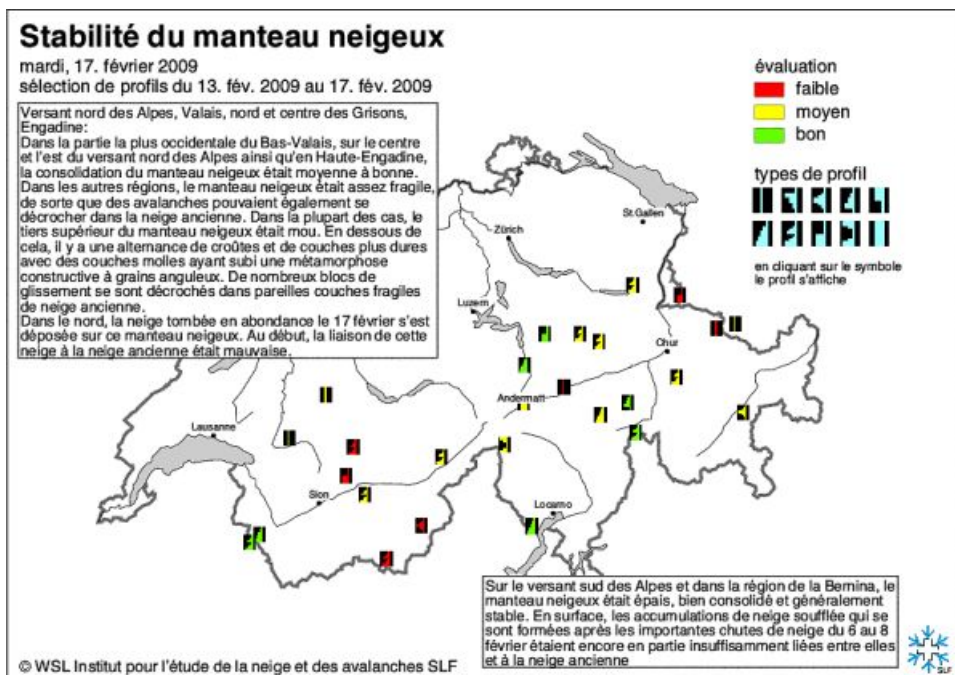 Stabilité du manteau neigeux
mardi, 17. février 2009
sélection de profils du 13. fév. 2009 au 17. fév. 2009
Versant nord des Alpes, Valais, nord et centre des Grisons,
Engadine:
Dans la partie la plus occidentale du Bas-Valais, sur le centre
et l'est du versant nord des Alpes ainsi qu'en Haute-Engadine,
la consolidation du manteau neigeux était moyenne à bonne.
Dans les autres régions, le manteau neigeux était assez fragile,
de sorte que des avalanches pouvaient également se
décrocher dans la neige ancienne. Dans la plupart des cas, le
tiers supérieur du manteau neigeux était mou. En dessous de
cela, il y a une alternance de croûtes et de couches plus dures
avec des couches molles ayant subi une métamorphose
constructive à grains anguleux. De nombreux blocs de
glissement se sont décrochés dans pareilles couches fragiles
de neige ancienne.
Dans le nord, la neige tombée en abondance le 17 février s'est
déposée sur ce manteau neigeux. Au début, la liaison de cette
neige à la neige ancienne était mauvaise.
évaluation
faible
moyen
bon
types de profil
en cliquant sur le symbole
le profil s'affiche
St.Gallen
Zürich
Luzern
Chur
Andermatt
Lausanne
Sion
Locarno
Sur le versant sud des Alpes et dans la région de la Bernina, le
manteau neigeux était épais, bien consolidé et généralement
stable. En surface, les accumulations de neige soufflée qui se
sont formées après les importantes chutes de neige du 6 au 8
février étaient encore en partie insuffisamment liées entre elles
et à la neige ancienne
© WSL Institut pour l'étude de la neige et des avalanches SLF
SLF